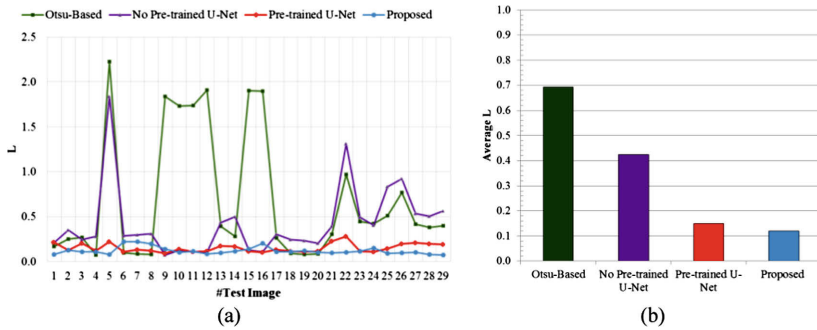 Otsu-Based No Pre-trained U-Net Pre-trained U-Net Proposed
(a)
2.5
2.0
1.5
1.0
0.5
0.0
L
1 2 3 4 5 6 7 8 9 10 11 12 13 14 15 16 17 18 19 20 21 22 23 24 25 26 27 28 29
#Test Image
(a)
(b)
1.0
0.9
0.8
0.7
0.6
0.5
0.4
0.3
0.2
0.1
0.0
Average L
Otsu-Based No Pre-trained Pre-trained U- Proposed
U-Net Net
(b)